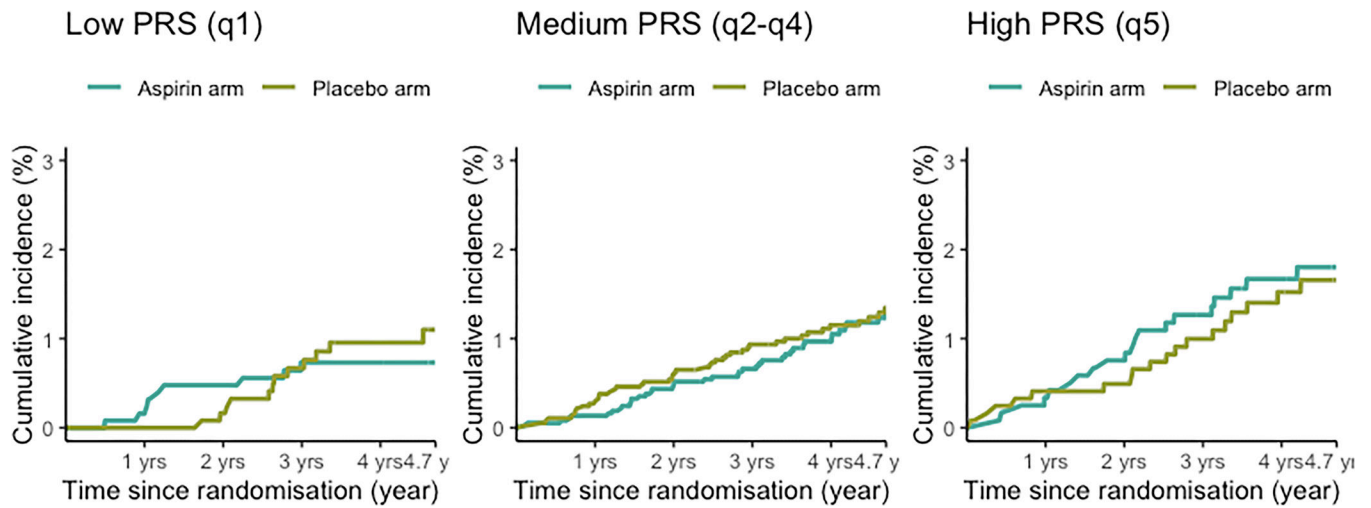 Low PRS (q1)
Aspirin arm Placebo arm
Cumulative incidence (%)
3
2
1
0
1 yrs 2 yrs 3 yrs 4 yrs4.7 y
Time since randomisation (year)
Medium PRS (q2-q4)
Aspirin arm Placebo arm
Cumulative incidence (%)
3
2
1
0
1 yrs 2 yrs 3 yrs 4 yrs4.7 y
Time since randomisation (year)
High PRS (q5)
Aspirin arm Placebo arm
Cumulative incidence (%)
3
2
1
0
1 yrs 2 yrs 3 yrs 4 yrs4.7 yr
Time since randomisation (year)